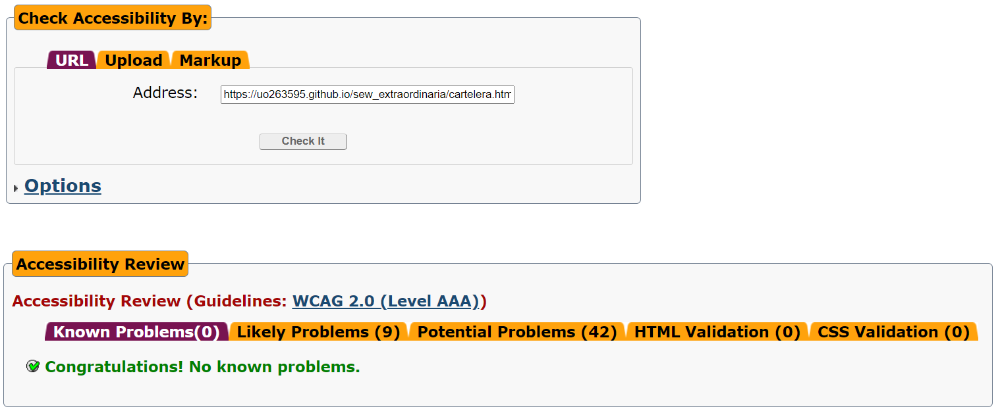 Check Accessibility By:
URL Upload Markup
Address: https://uo263595.github.io/sew_extraordinaria/cartelera.htm
Check It
Options
Accessibility Review
Accessibility Review (Guidelines: WCAG 2.0 (Level AAA))
Known Problems(0) Likely Problems (9) Potential Problems (42) HTML Validation (0) CSS Validation (0)
Congratulations! No known problems.